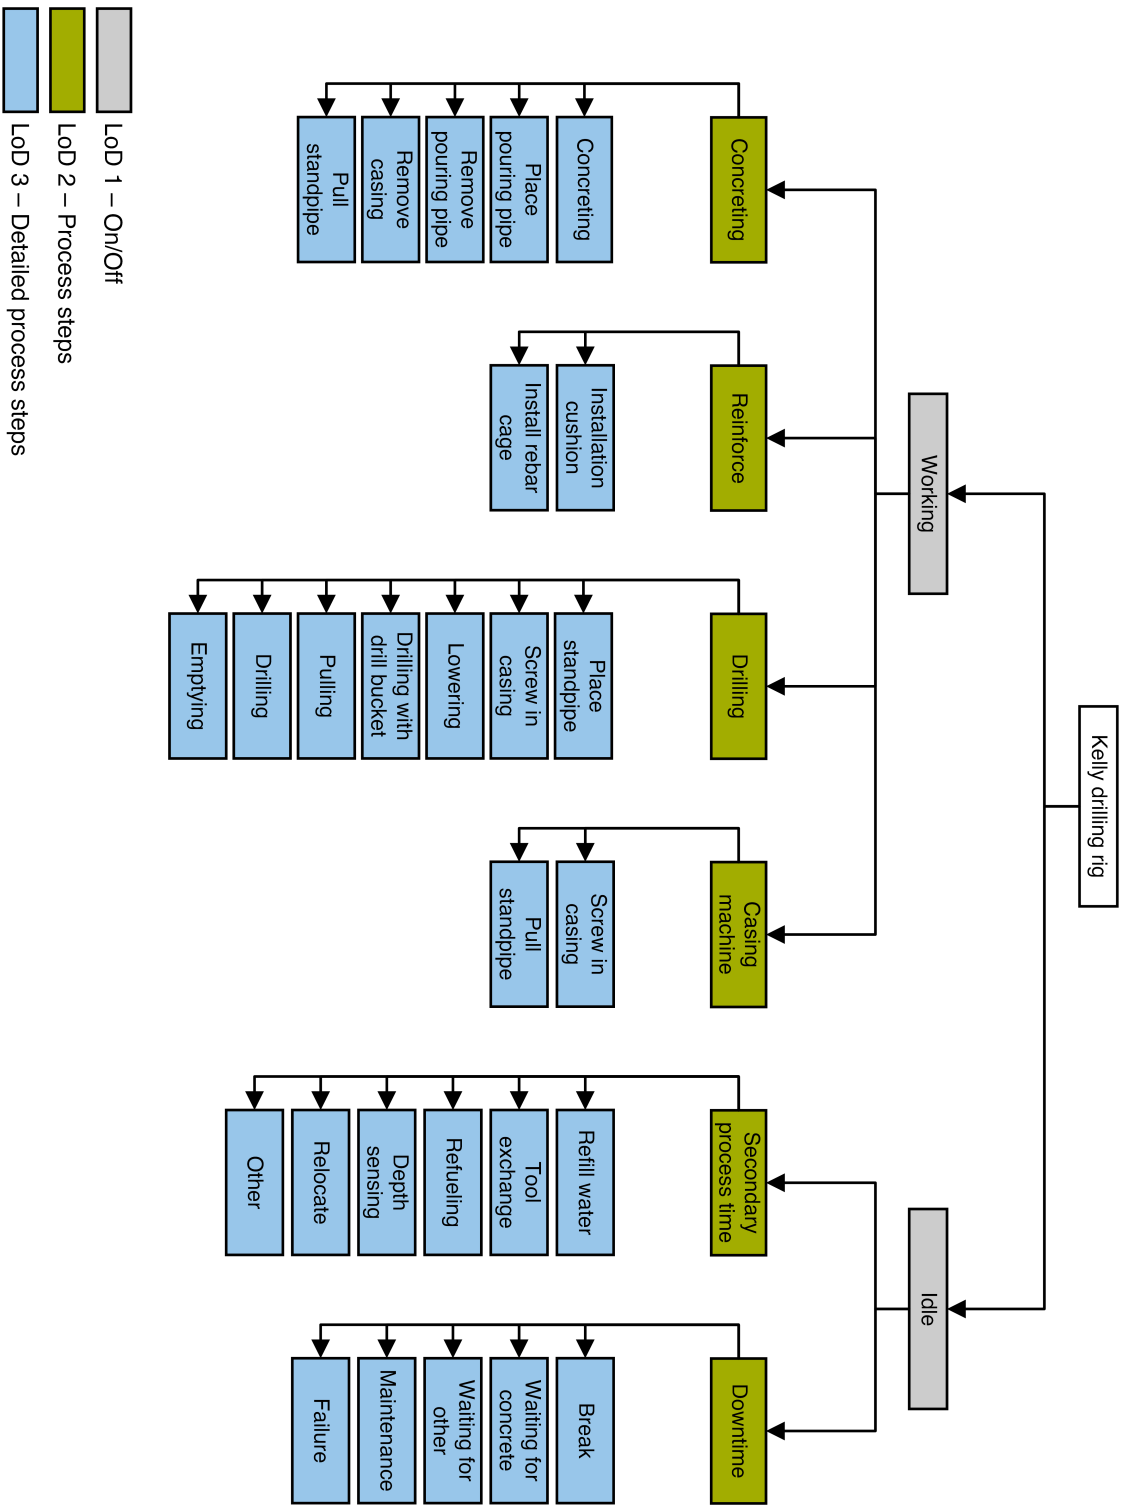 Kelly drilling rig
Working
Idle
Concreting
Reinforce
Drilling
Casing
machine
Secondary
process time
Downtime
Concreting
Place
pouring pipe
Remove
pouring pipe
Remove
casing
Pull
standpipe
Installation
cushion
Install rebar
cage
Place
standpipe
Screw in
casing
Lowering
Drilling with
drill bucket
Pulling
Drilling
Emptying
Screw in
casing
Pull
standpipe
Refill water
Tool
exchange
Refueling
Depth
sensing
Relocate
Other
Break
Waiting for
concrete
Waiting for
other
Maintenance
Failure
LoD 1 – On/Off
LoD 2 – Process steps
LoD 3 – Detailed process steps